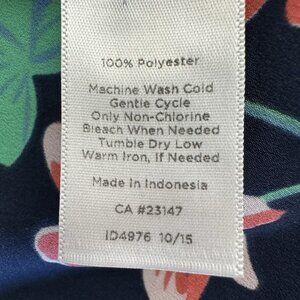 100% Polyester
Machine Wash Cold
Gentle Cycle
Only Non-Chlorine
Bleach When Needed
Tumble Dry Low
Warm Iron, If Needed
Made in Indonesia
CA #23147
ID4976 10/15